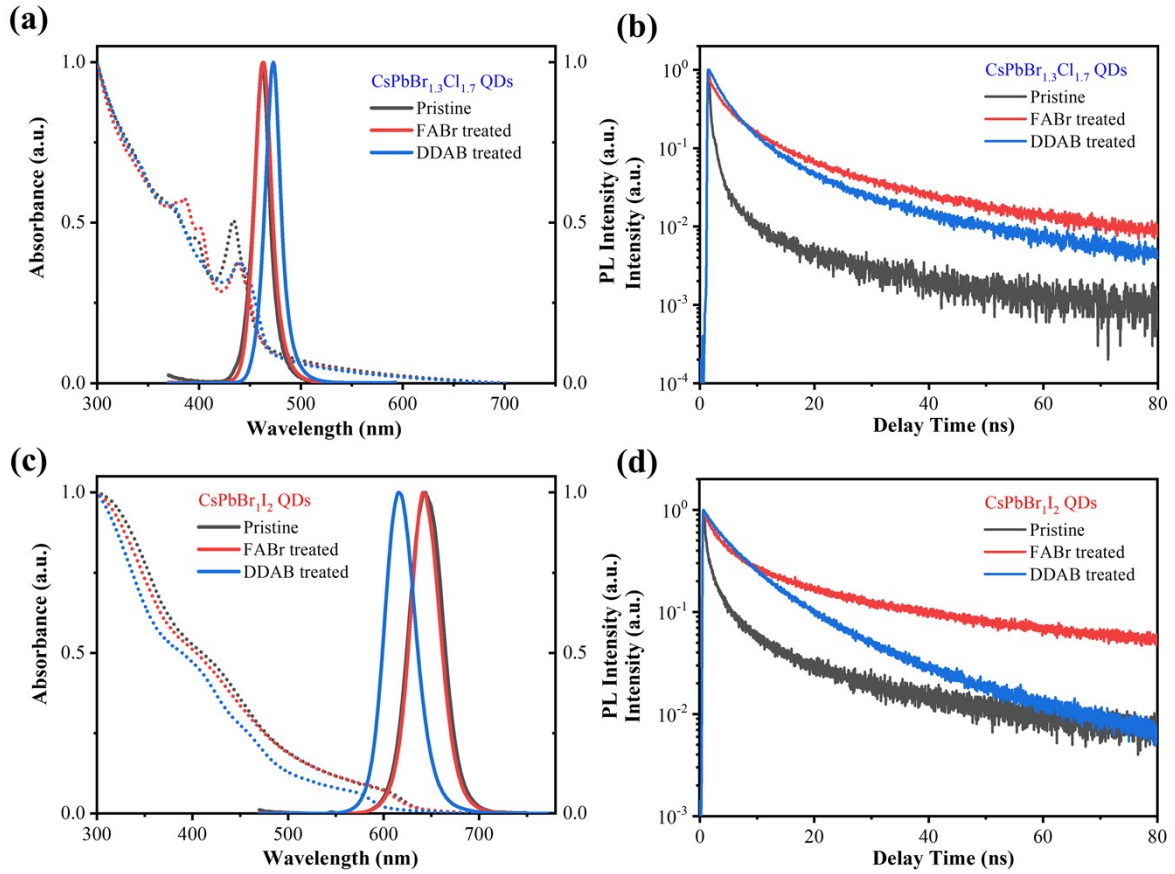 (a)
1.0
0.5
0.0
Absorbance (a.u.)
1.0
0.5
0.0
300
400
500
600
700
Wavelength (nm)
CsPbBr1.3Cl1.7 QDs
Pristine
FABr treated
DDAB treated
(b)
10^0
10^-1
10^-2
10^-3
10^-4
PL Intensity (a.u.)
Intensity (a.u.)
0
20
40
60
80
Delay Time (ns)
CsPbBr1.3Cl1.7 QDs
Pristine
FABr treated
DDAB treated
(c)
1.0
0.5
0.0
Absorbance (a.u.)
1.0
0.5
0.0
300
400
500
600
700
Wavelength (nm)
CsPbBr1I2 QDs
Pristine
FABr treated
DDAB treated
(d)
10^0
10^-1
10^-2
10^-3
PL Intensity (a.u.)
Intensity (a.u.)
0
20
40
60
80
Delay Time (ns)
CsPbBr1I2 QDs
Pristine
FABr treated
DDAB treated